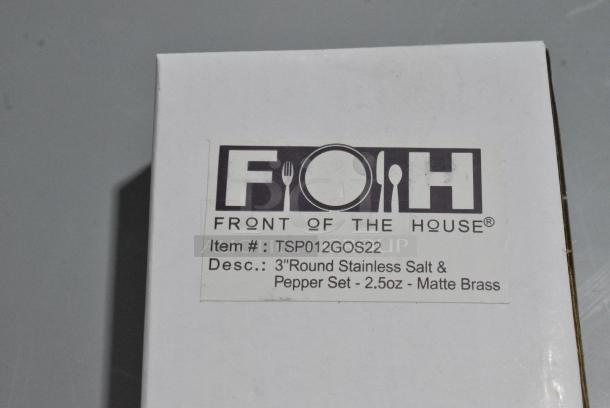 FOH
FRONT OF THE HOUSE®
Item #: TSP012GOS22
Desc.: 3"Round Stainless Salt &
Pepper Set - 2.5oz - Matte Brass